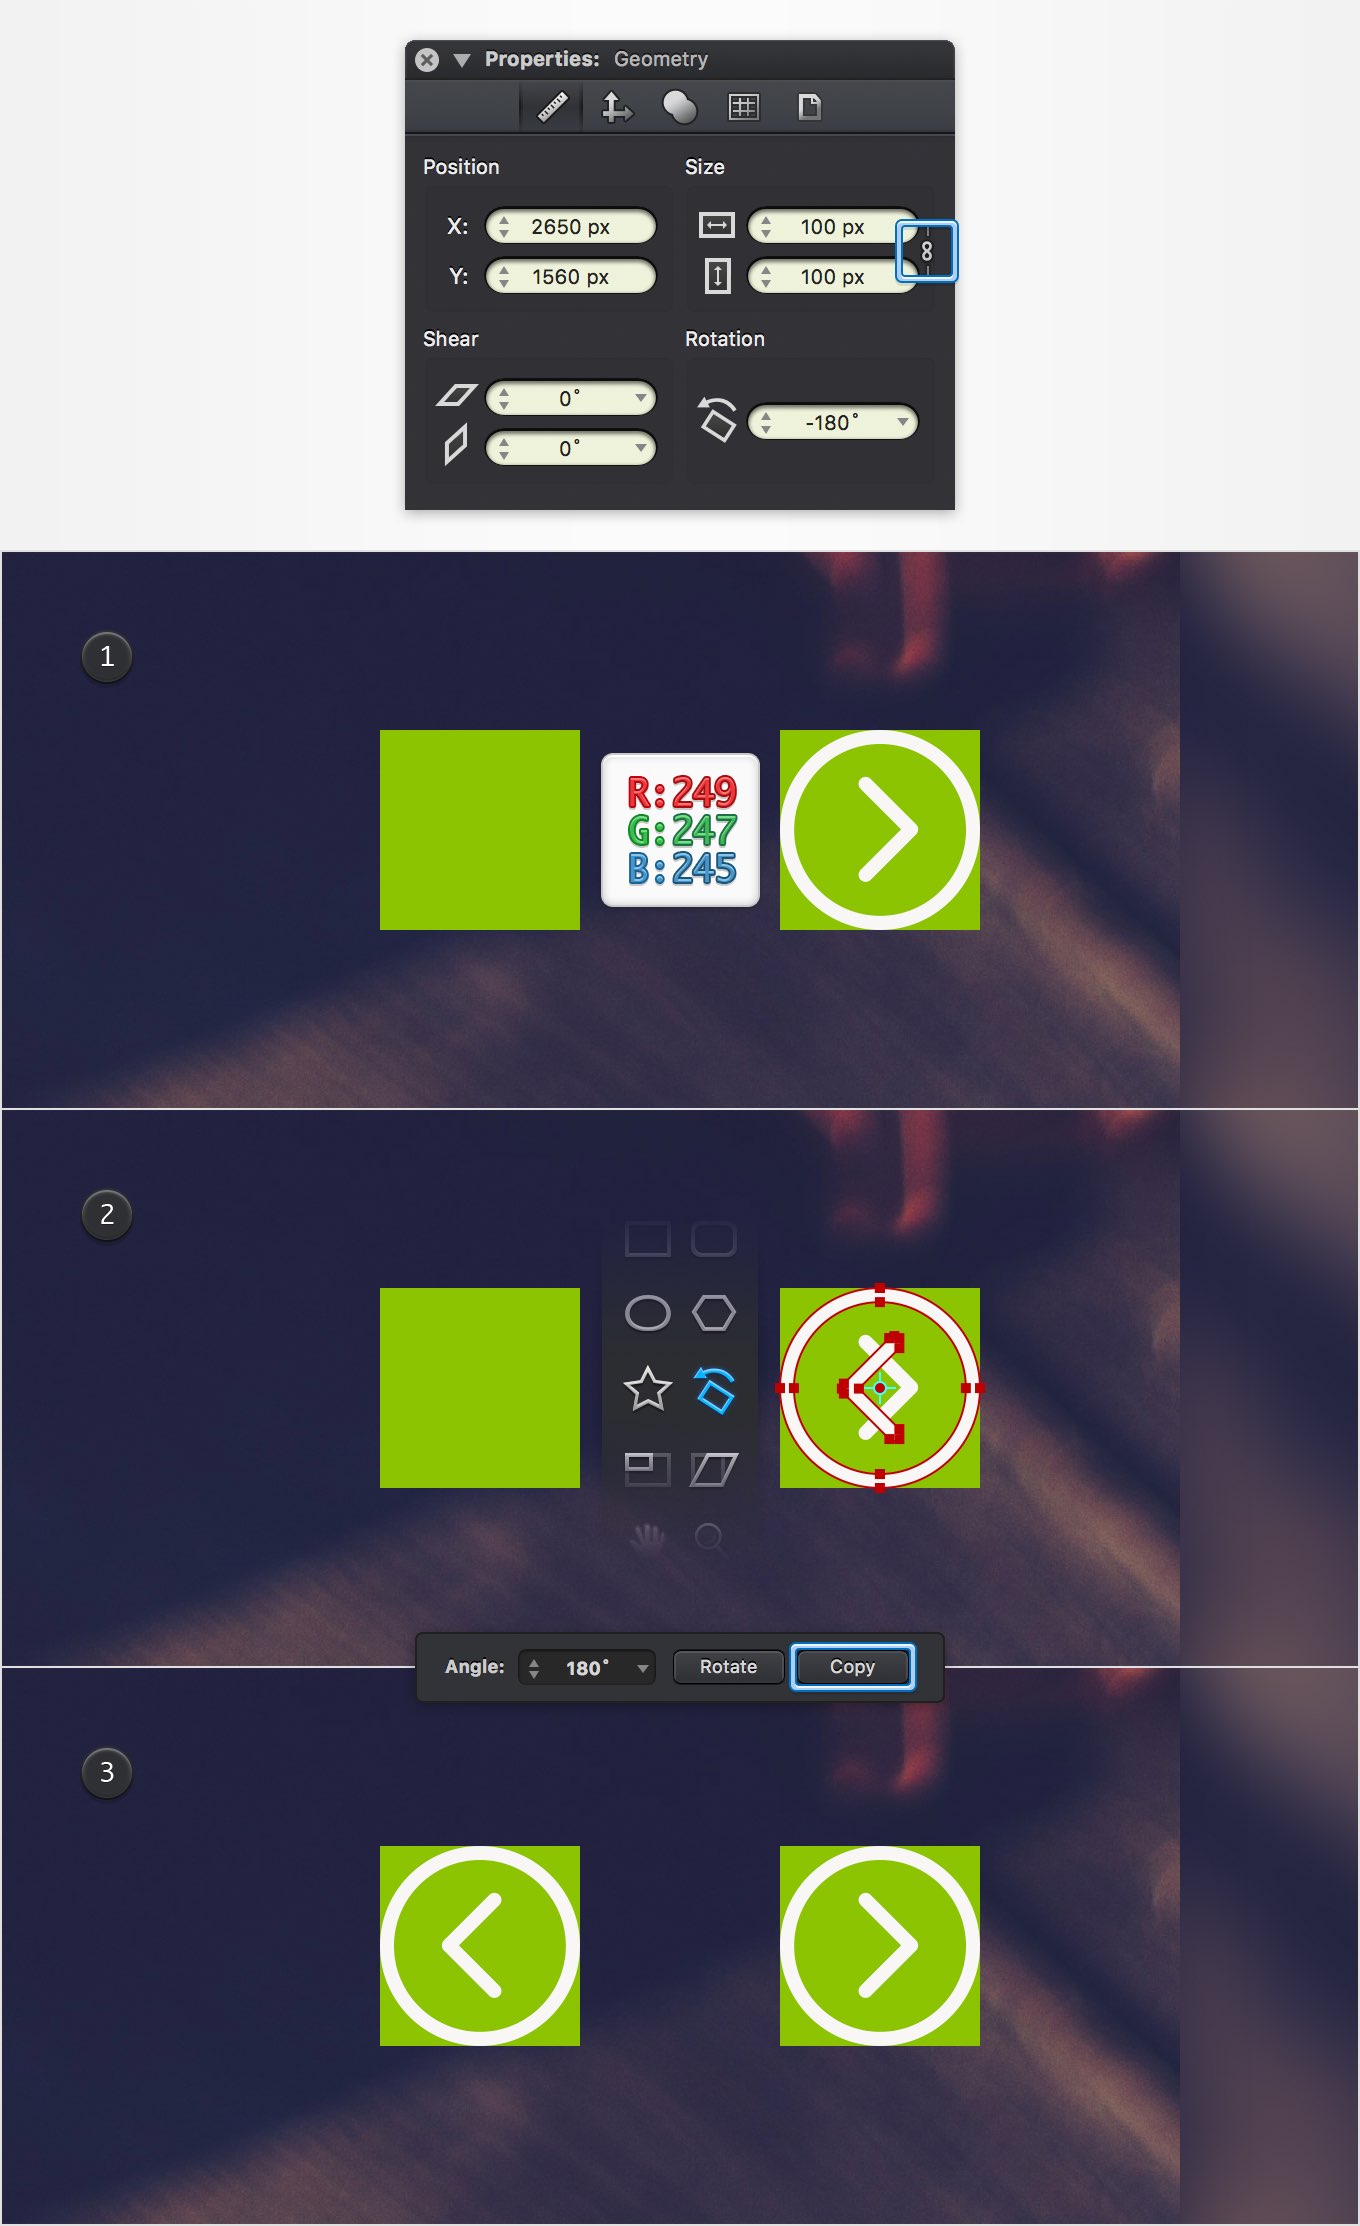 Properties: Geometry
Position
Size
X: 2650 px
100 px
Y: 1560 px
100 px
Shear
Rotation
0°
-180°
0°
1
R:249
G:247
B:245
2
Angle: 180° Rotate Copy
3